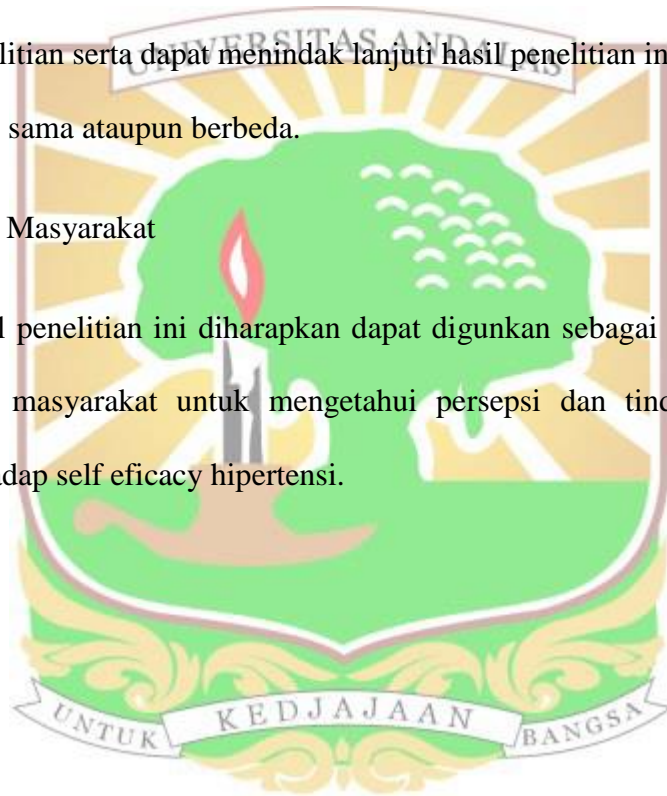 UNIVERSITAS ANDALAS
litian serta dapat menindak lanjuti hasil penelitian in
sama ataupun berbeda.
Masyarakat
l penelitian ini diharapkan dapat digunkan sebagai
masyarakat untuk mengetahui persepsi dan tind
adap self eficacy hipertensi.
UNTUK KEDJAJAAN BANGSA